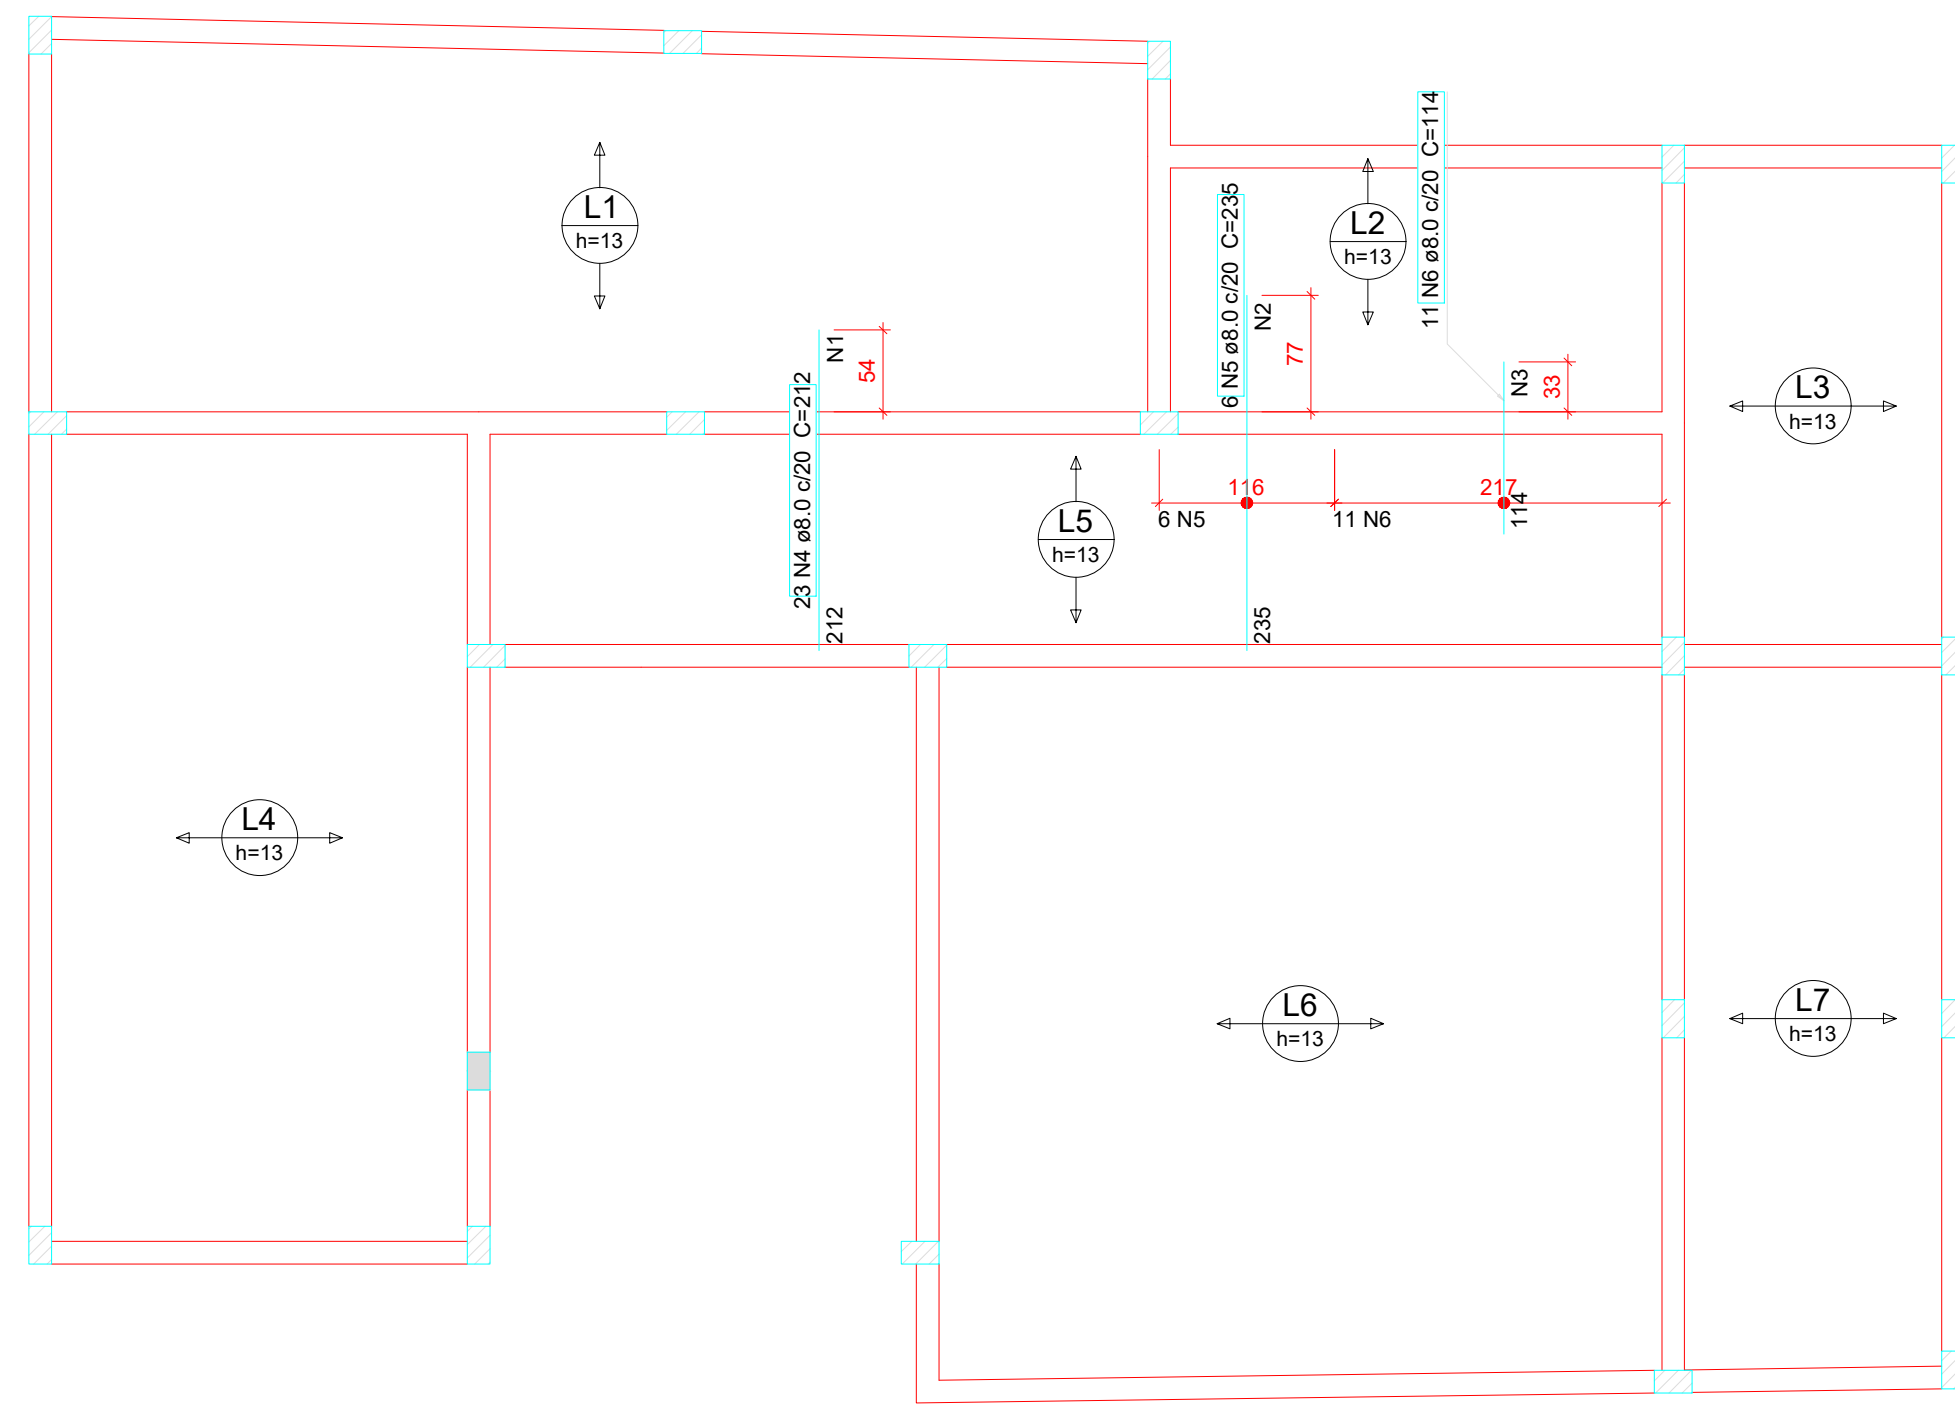 L1
h=13
L2
h=13
11 N6 ø8.0 c/20 C=114
6 N5 ø8.0 c/20 C=235
N2
77
N1
54
N3
33
L3
h=13
23 N4 ø8.0 c/20 C=212
212
L5
h=13
116
6 N5
217
11 N6
114
235
L4
h=13
L6
h=13
L7
h=13